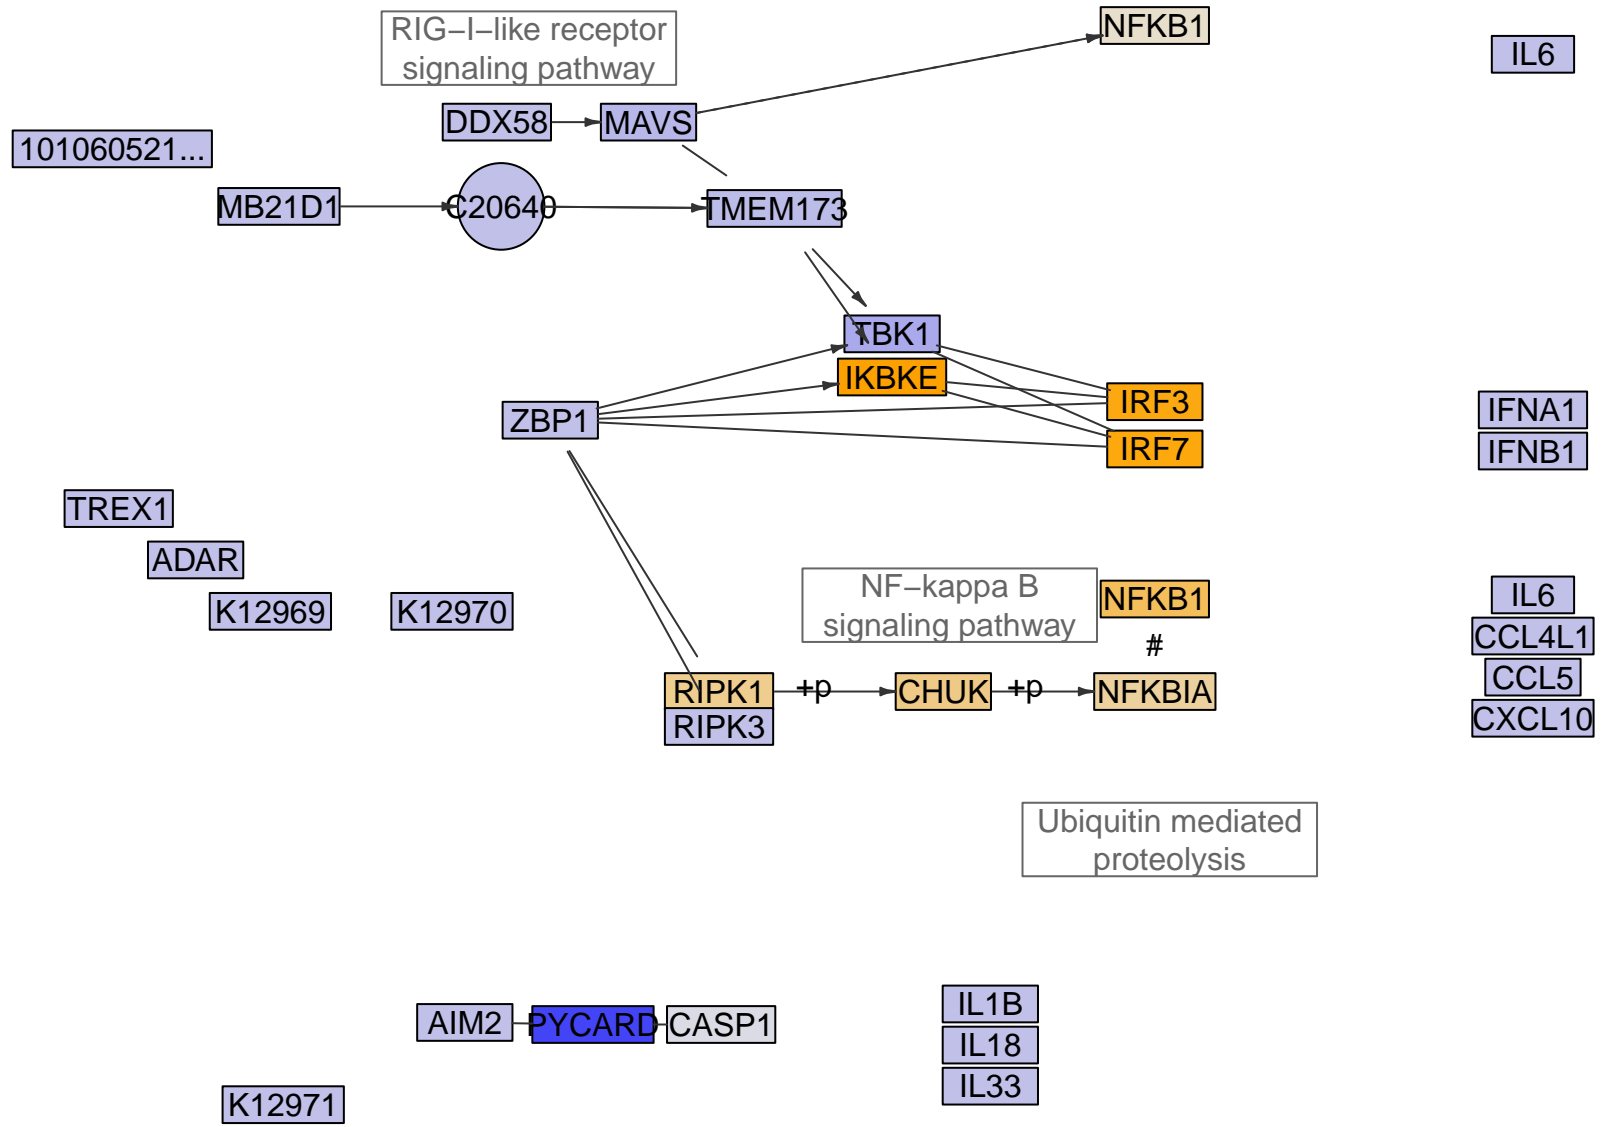 RIG−I−like receptor
signaling pathway
NFKB1
IL6
DDX58
MAVS
101060521...
MB21D1
C20640
TMEM173
TBK1
IKBKE
IRF3
ZBP1
IRF7
IFNA1
IFNB1
TREX1
ADAR
K12969
K12970
NF−kappa B
signaling pathway
NFKB1
#
IL6
CCL4L1
CCL5
CXCL10
RIPK1
+p
CHUK
+p
NFKBIA
RIPK3
Ubiquitin mediated
proteolysis
AIM2
PYCARD
CASP1
IL1B
IL18
IL33
K12971